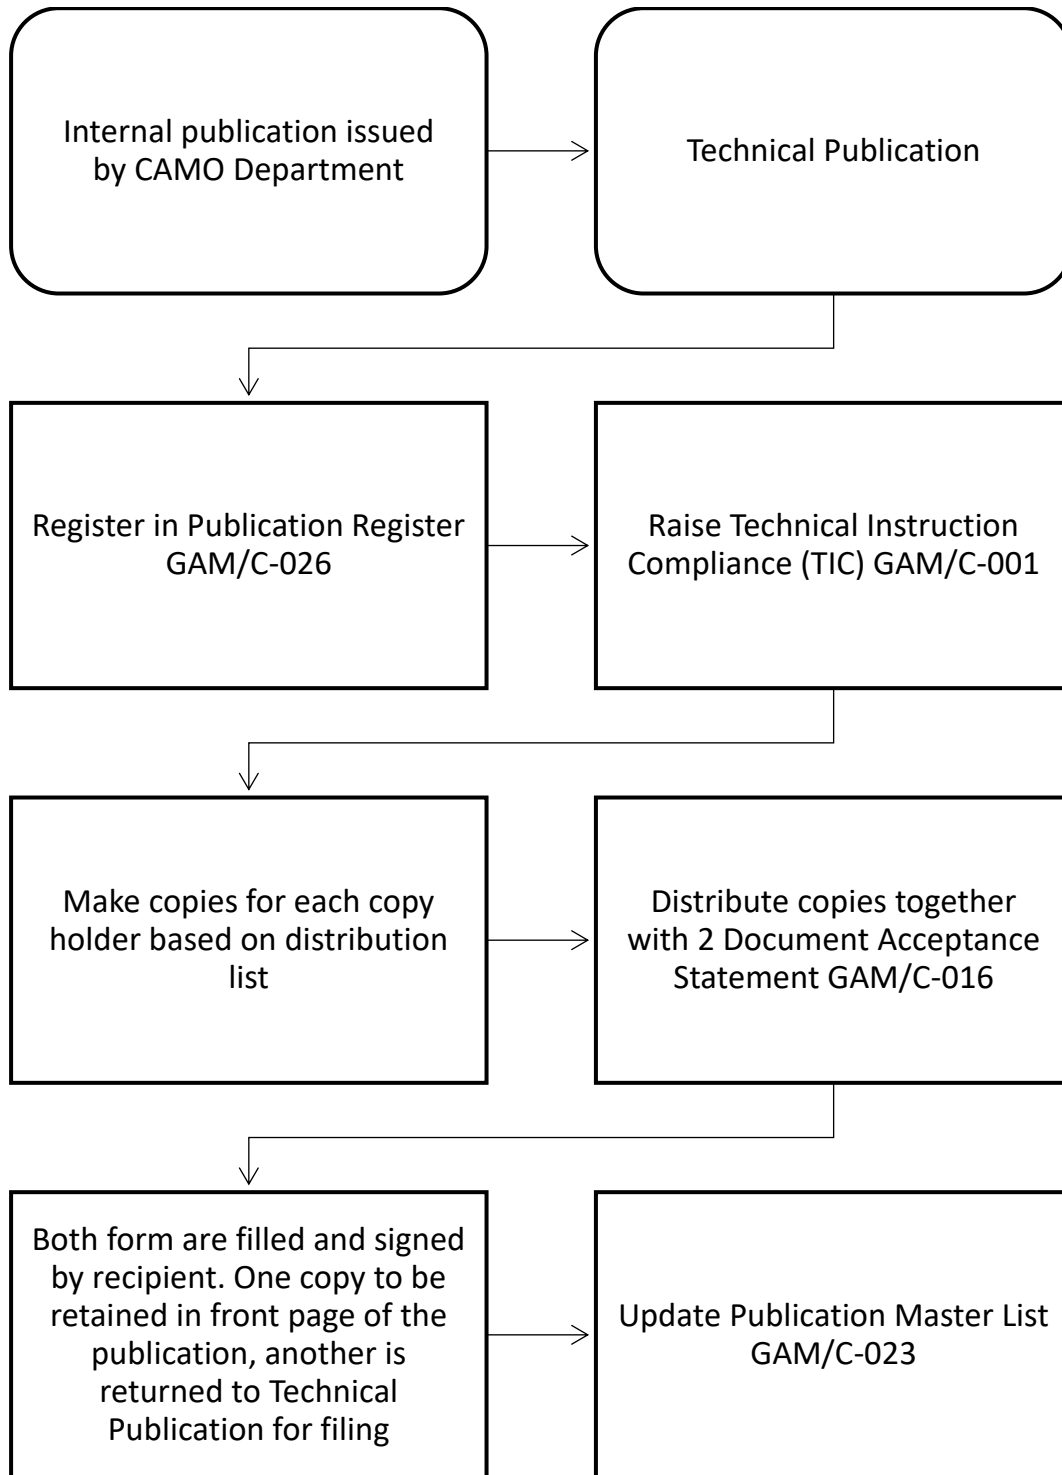 Internal publication issued
by CAMO Department
Technical Publication
Register in Publication Register
GAM/C-026
Raise Technical Instruction
Compliance (TIC) GAM/C-001
Make copies for each copy
holder based on distribution
list
Distribute copies together
with 2 Document Acceptance
Statement GAM/C-016
Both form are filled and signed
by recipient. One copy to be
retained in front page of the
publication, another is
returned to Technical
Publication for filing
Update Publication Master List
GAM/C-023